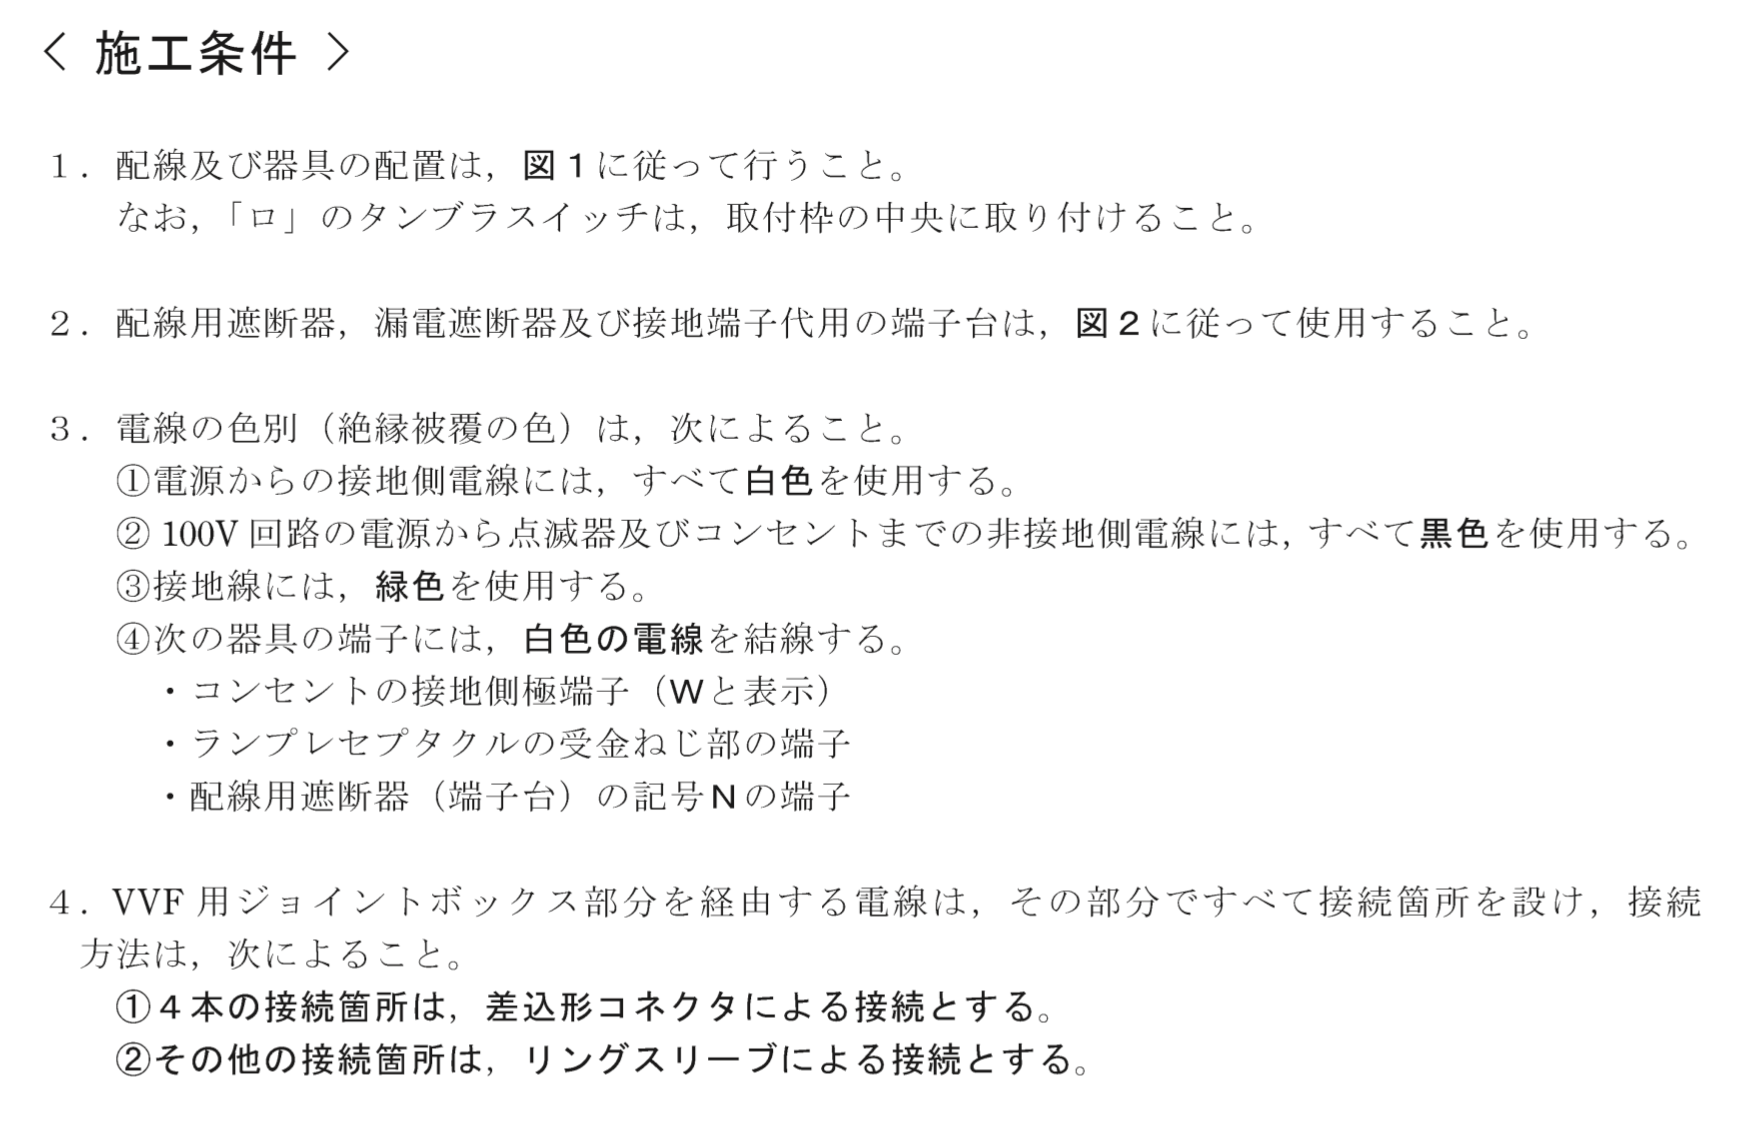 〈 施工条件 〉
１．配線及び器具の配置は，図１に従って行うこと。
なお，「ロ」のタンブラスイッチは，取付枠の中央に取り付けること。
２．配線用遮断器，漏電遮断器及び接地端子代用の端子台は，図２に従って使用すること。
３．電線の色別（絶縁被覆の色）は，次によること。
①電源からの接地側電線には，すべて白色を使用する。
② 100V 回路の電源から点滅器及びコンセントまでの非接地側電線には，すべて黒色を使用する。
③接地線には，緑色を使用する。
④次の器具の端子には，白色の電線を結線する。
・コンセントの接地側極端子（Ｗと表示）
・ランプレセプタクルの受金ねじ部の端子
・配線用遮断器（端子台）の記号Ｎの端子
４．VVF 用ジョイントボックス部分を経由する電線は，その部分ですべて接続箇所を設け，接続
方法は，次によること。
①４本の接続箇所は，差込形コネクタによる接続とする。
②その他の接続箇所は，リングスリーブによる接続とする。